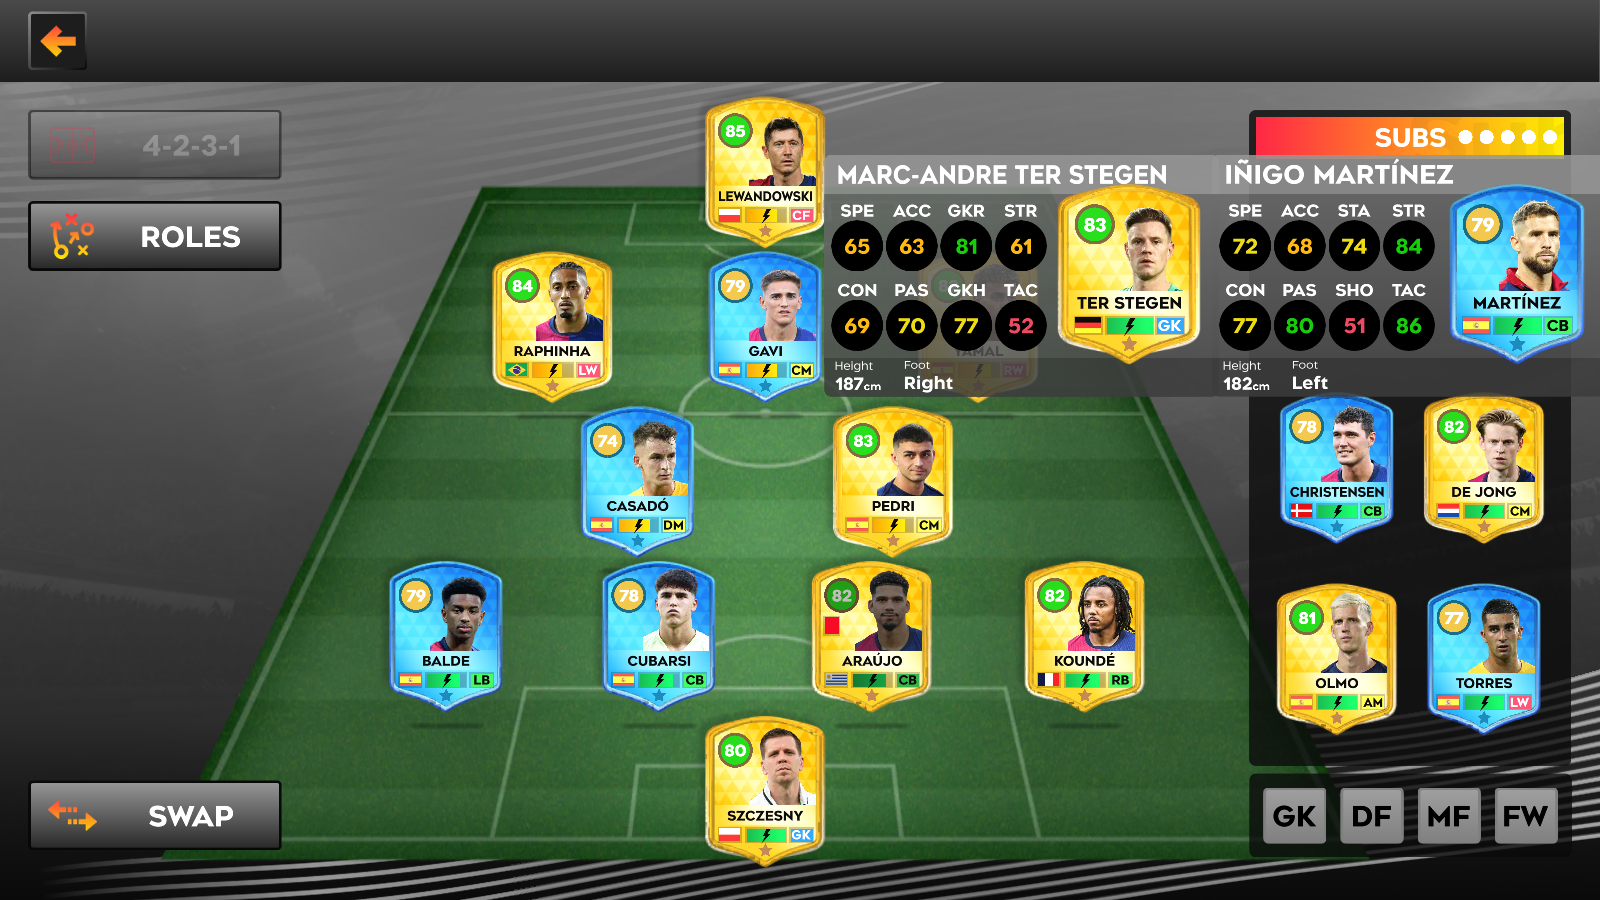 4-2-3-1
ROLES
SWAP
85
LEWANDOWSKI
CF
84
RAPHINHA
LW
79
GAVI
CM
YAMAL
RW
74
CASADÓ
DM
83
PEDRI
CM
79
BALDE
LB
78
CUBARSI
CB
82
ARAÚJO
CB
82
KOUNDÉ
RB
80
SZCZESNY
GK
MARC-ANDRE TER STEGEN
SPE ACC GKR STR
65 63 81 61
CON PAS GKH TAC
69 70 77 52
Height Foot
187cm Right
83
TER STEGEN
GK
SUBS
IÑIGO MARTÍNEZ
SPE ACC STA STR
72 68 74 84
CON PAS SHO TAC
77 80 51 86
Height Foot
182cm Left
79
MARTÍNEZ
CB
78
CHRISTENSEN
CB
82
DE JONG
CM
81
OLMO
AM
77
TORRES
LW
GK DF MF FW